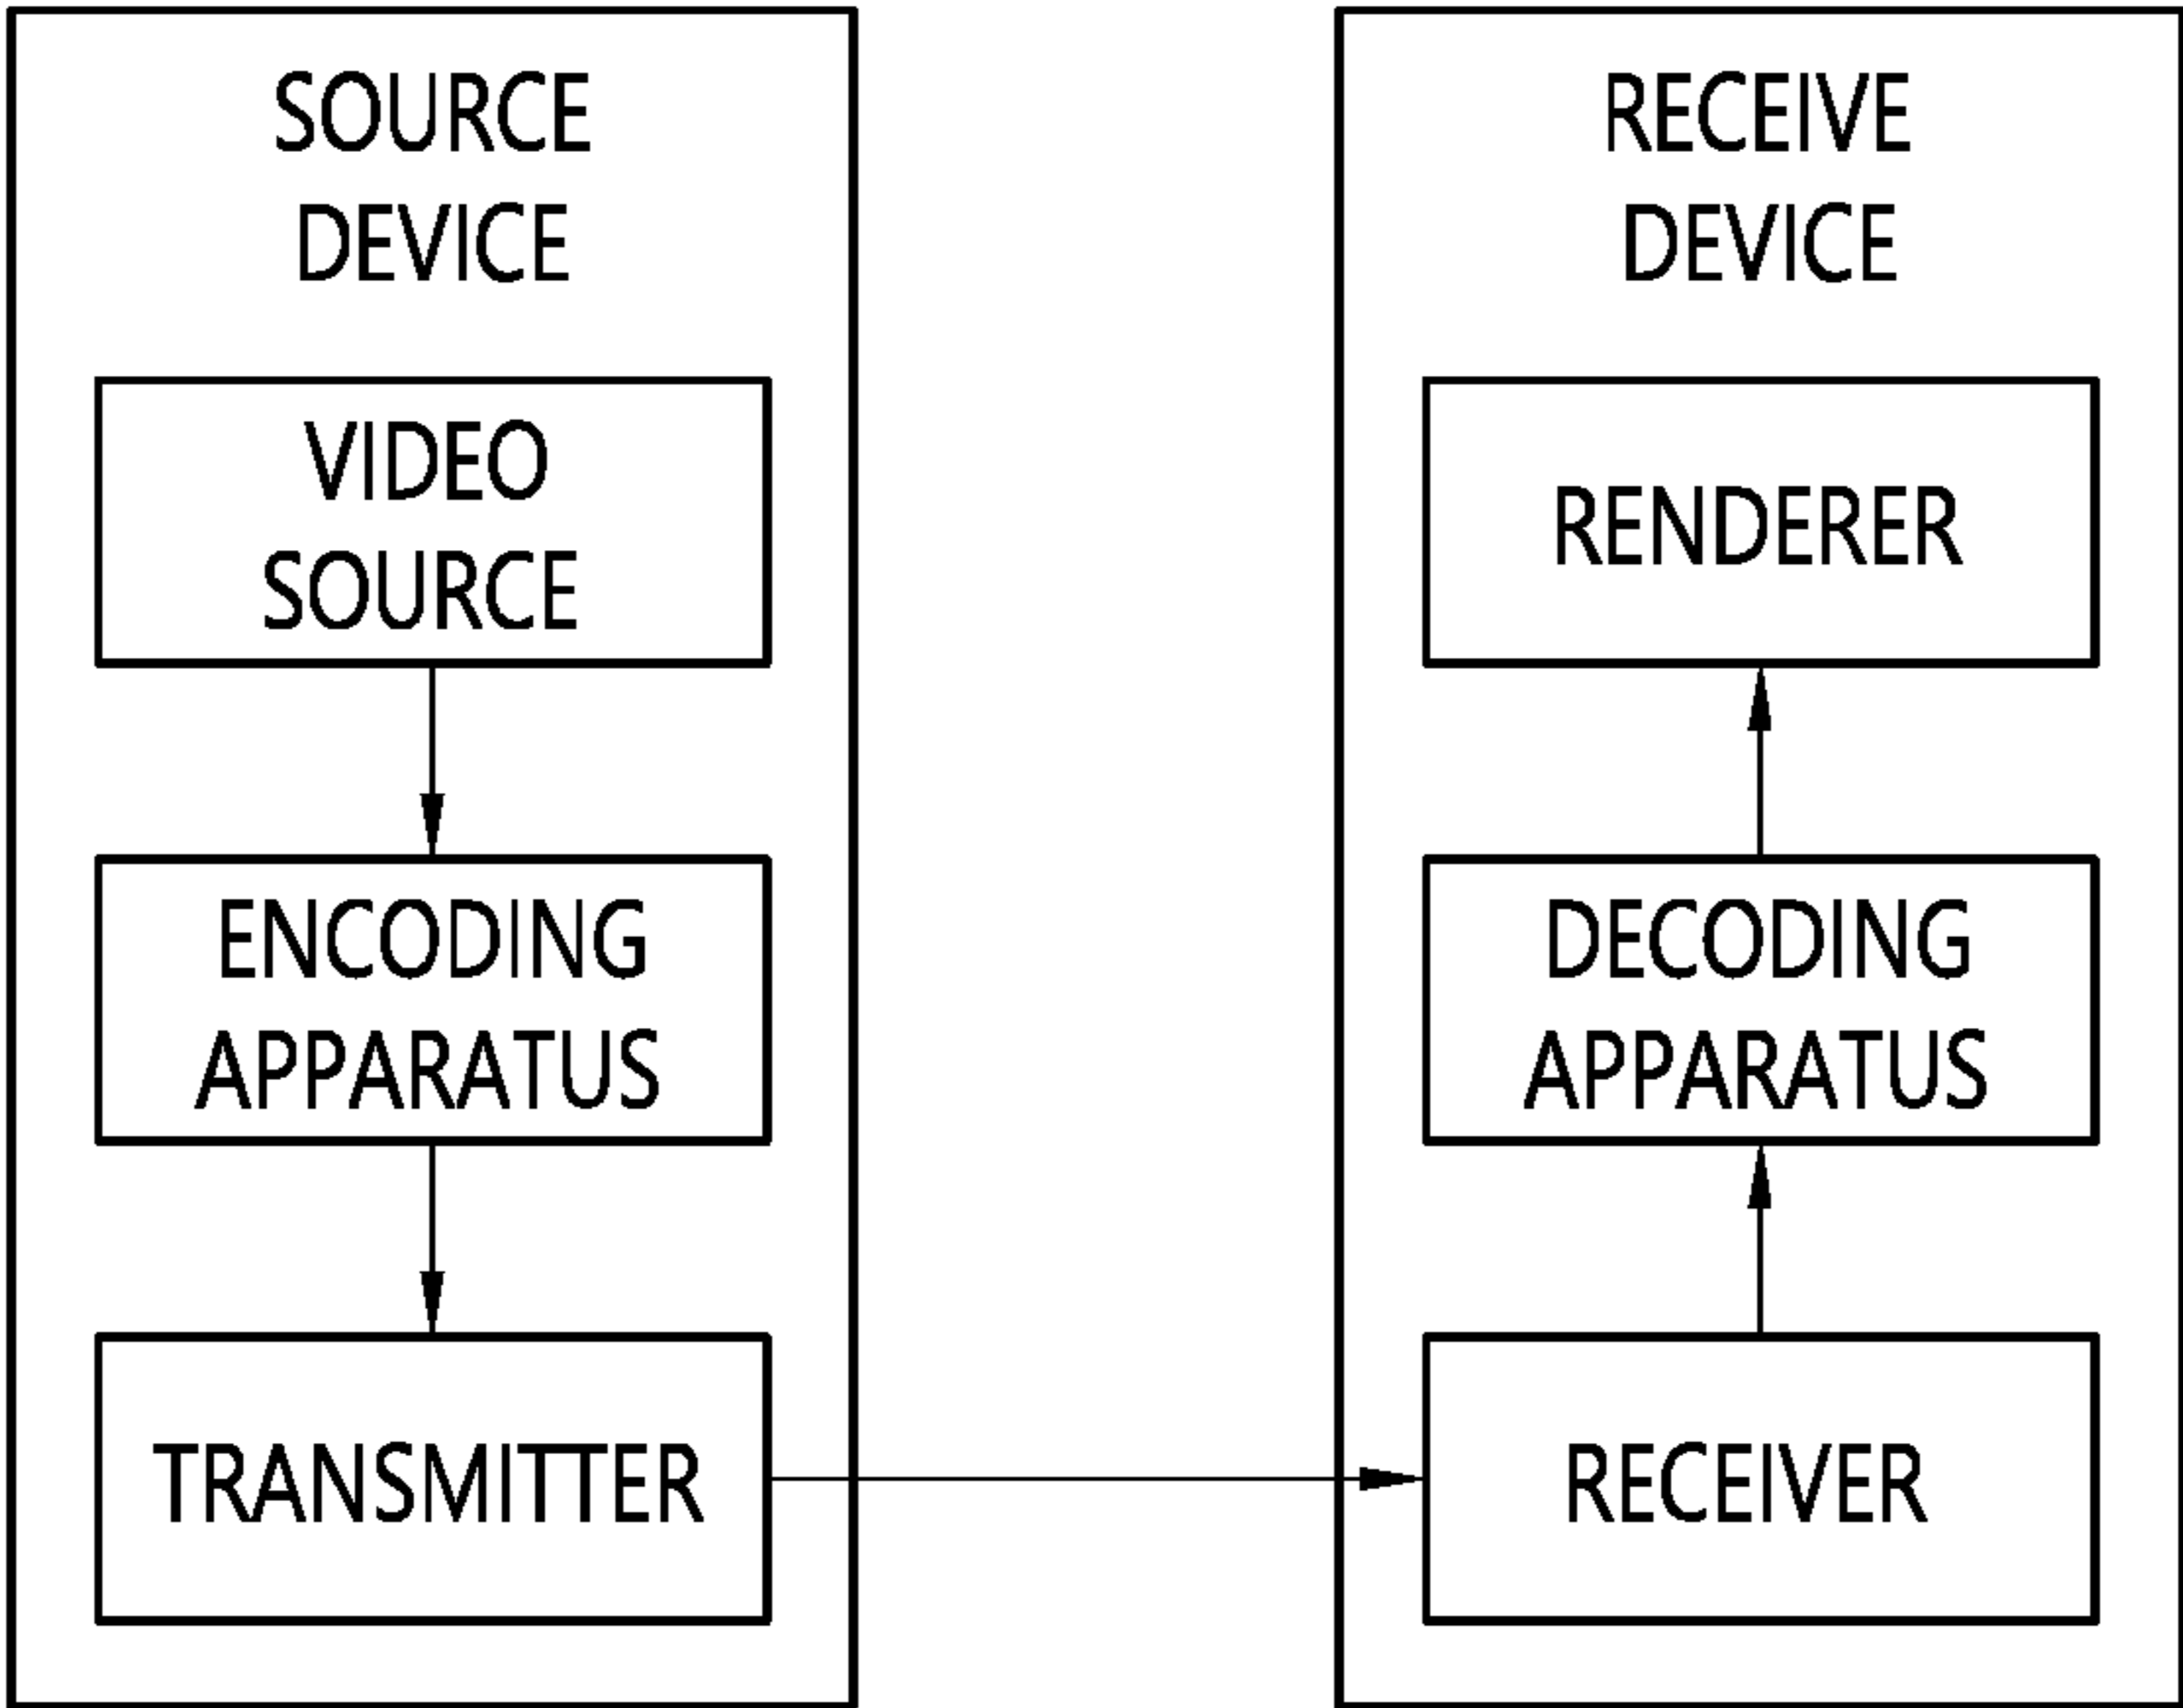 SOURCE
DEVICE
VIDEO
SOURCE
ENCODING
APPARATUS
TRANSMITTER
RECEIVE
DEVICE
RENDERER
DECODING
APPARATUS
RECEIVER